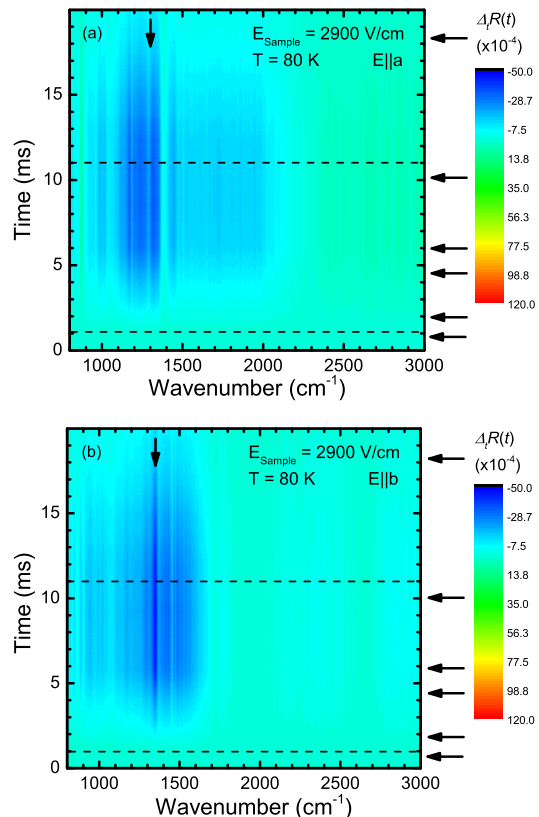 (a)
E_Sample = 2900 V/cm
T = 80 K E||a
Δ_tR(t)
(x10⁻⁴)
-50.0
-28.7
-7.5
13.8
35.0
56.3
77.5
98.8
120.0
Time (ms)
15
10
5
0
1000 1500 2000 2500 3000
Wavenumber (cm⁻¹)
(b)
E_Sample = 2900 V/cm
T = 80 K E||b
Δ_tR(t)
(x10⁻⁴)
-50.0
-28.7
-7.5
13.8
35.0
56.3
77.5
98.8
120.0
Time (ms)
15
10
5
0
1000 1500 2000 2500 3000
Wavenumber (cm⁻¹)